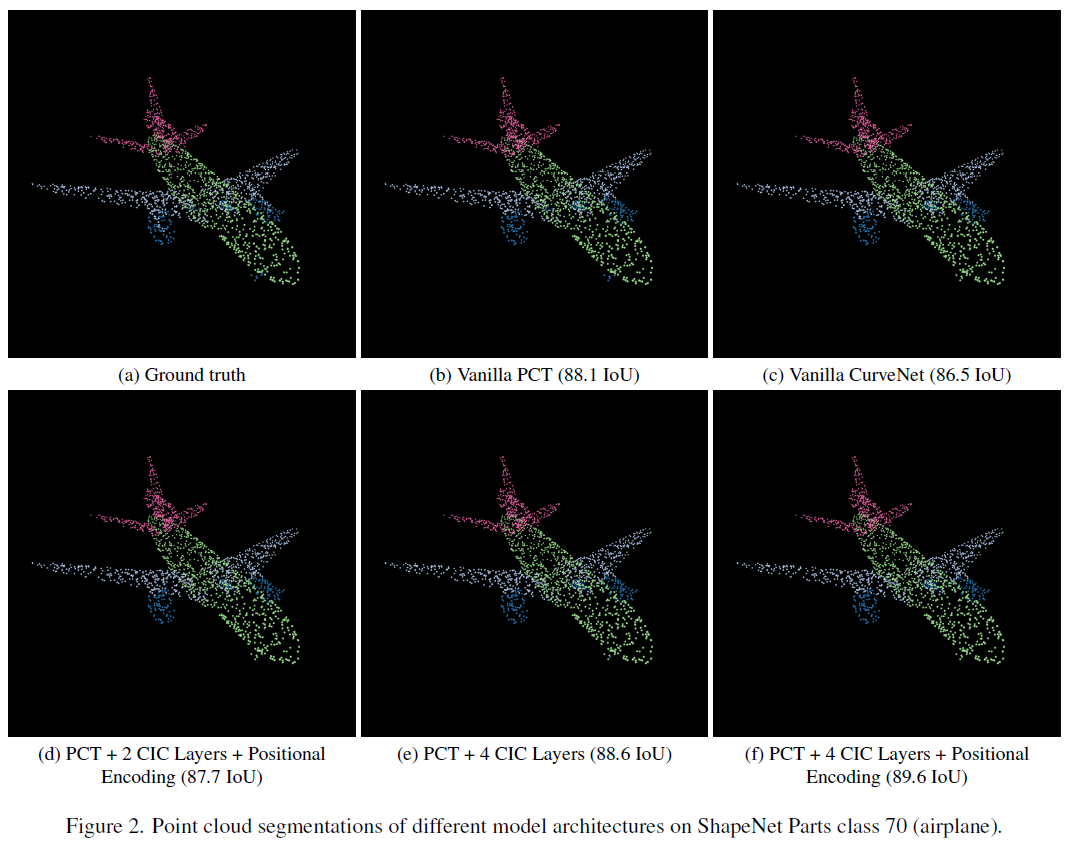 (a) Ground truth
(b) Vanilla PCT (88.1 IoU)
(c) Vanilla CurveNet (86.5 IoU)
(d) PCT + 2 CIC Layers + Positional
Encoding (87.7 IoU)
(e) PCT + 4 CIC Layers (88.6 IoU)
(f) PCT + 4 CIC Layers + Positional
Encoding (89.6 IoU)
Figure 2. Point cloud segmentations of different model architectures on ShapeNet Parts class 70 (airplane).